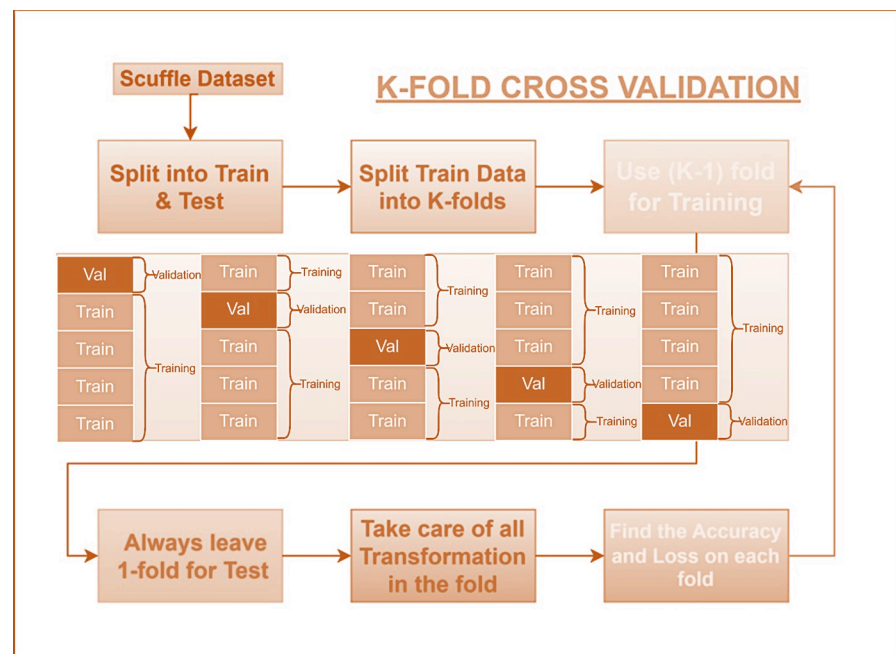 Scuffle Dataset
K-FOLD CROSS VALIDATION
Split into Train
& Test
Split Train Data
into K-folds
Use (K-1) fold
for Training
Val
Train
Train
Train
Train
Validation
Training
Train
Val
Train
Train
Train
Training
Validation
Training
Train
Train
Val
Train
Train
Training
Validation
Training
Train
Train
Train
Val
Train
Training
Validation
Training
Train
Train
Train
Train
Val
Training
Validation
Always leave
1-fold for Test
Take care of all
Transformation
in the fold
Find the Accuracy
and Loss on each
fold